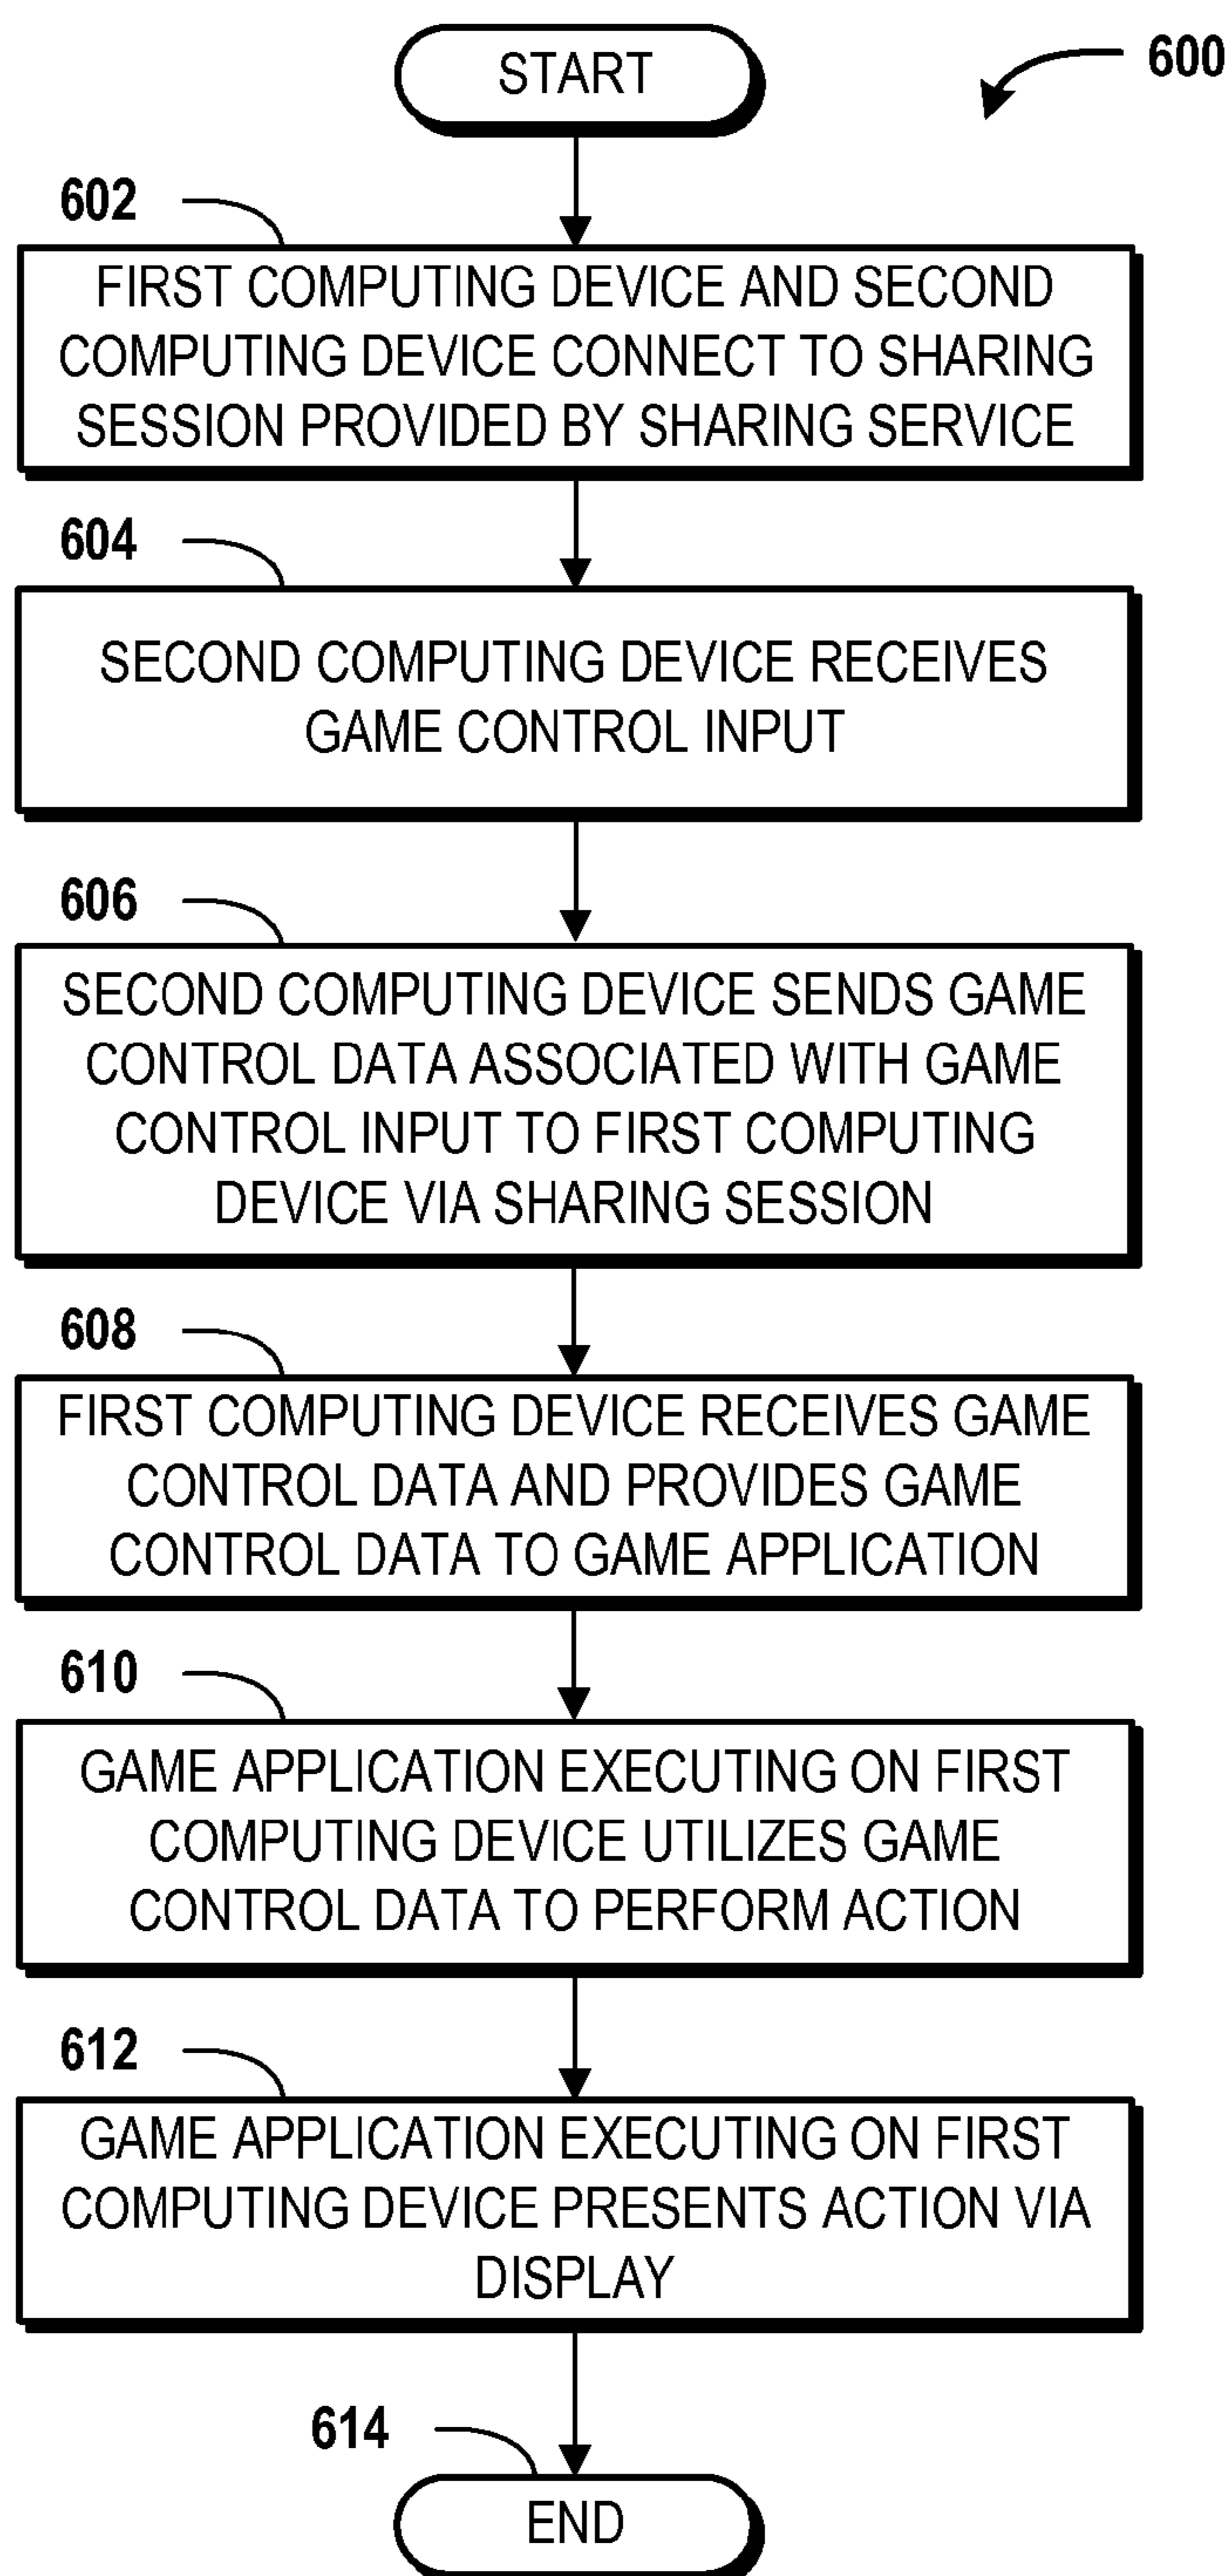 START
600
602
FIRST COMPUTING DEVICE AND SECOND
COMPUTING DEVICE CONNECT TO SHARING
SESSION PROVIDED BY SHARING SERVICE
604
SECOND COMPUTING DEVICE RECEIVES
GAME CONTROL INPUT
606
SECOND COMPUTING DEVICE SENDS GAME
CONTROL DATA ASSOCIATED WITH GAME
CONTROL INPUT TO FIRST COMPUTING
DEVICE VIA SHARING SESSION
608
FIRST COMPUTING DEVICE RECEIVES GAME
CONTROL DATA AND PROVIDES GAME
CONTROL DATA TO GAME APPLICATION
610
GAME APPLICATION EXECUTING ON FIRST
COMPUTING DEVICE UTILIZES GAME
CONTROL DATA TO PERFORM ACTION
612
GAME APPLICATION EXECUTING ON FIRST
COMPUTING DEVICE PRESENTS ACTION VIA
DISPLAY
614
END